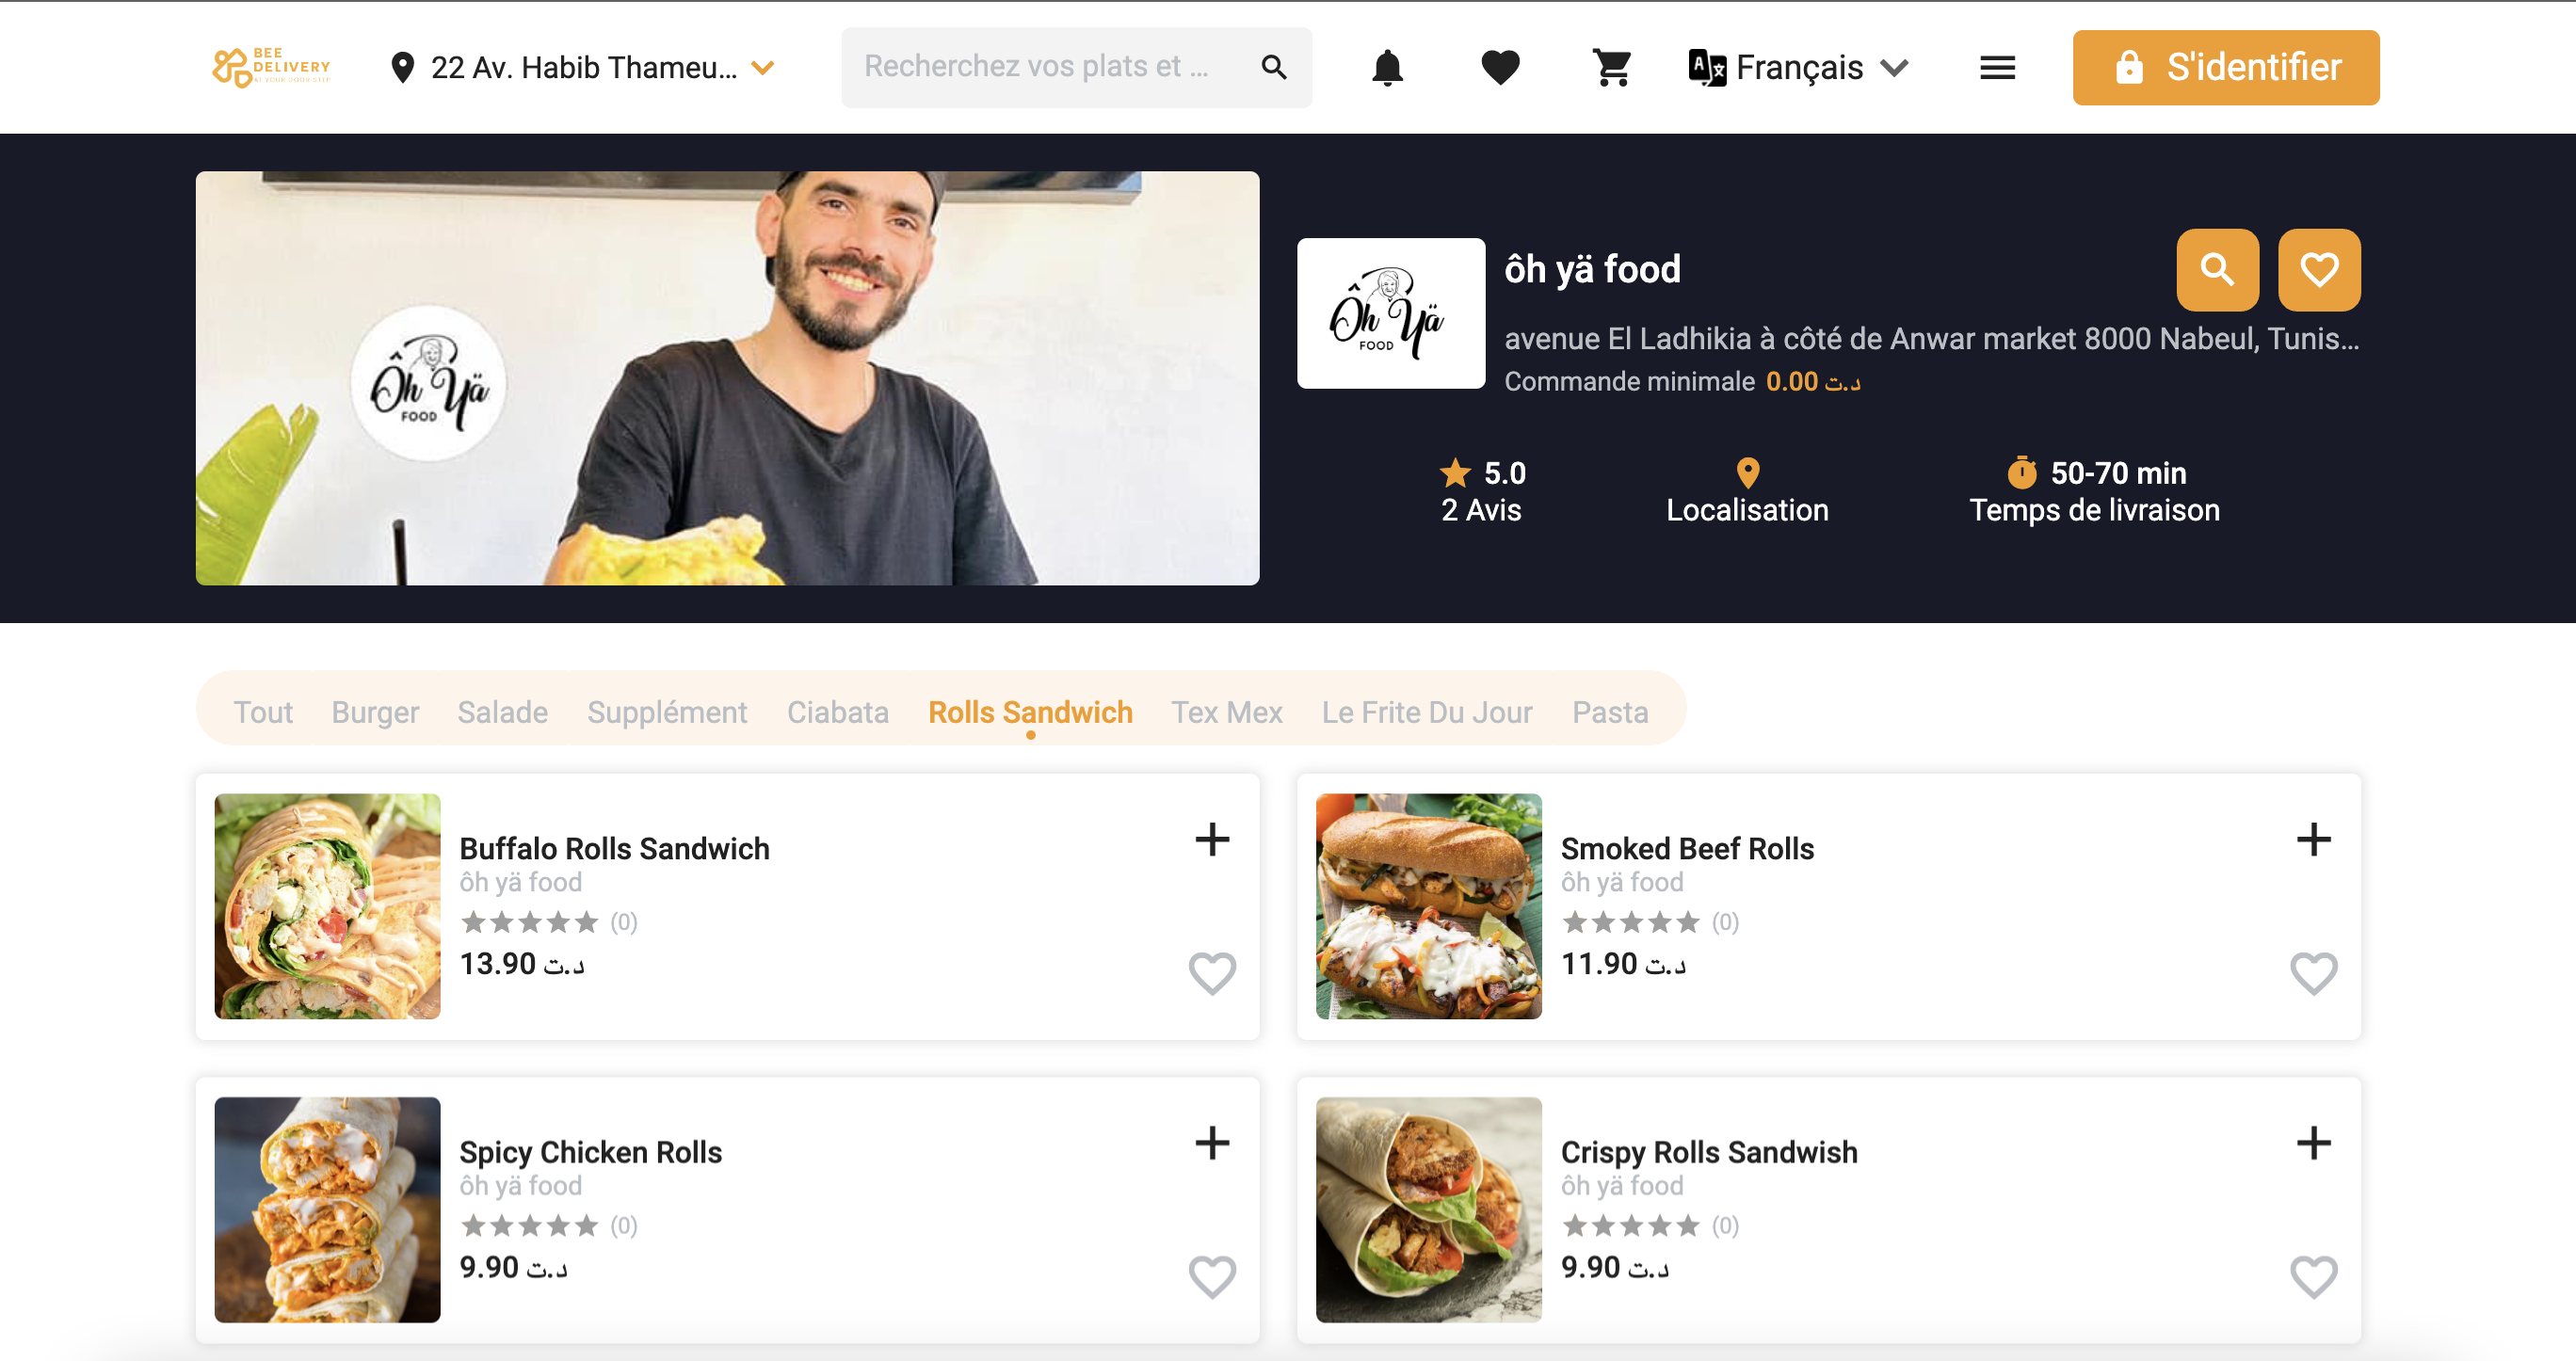 BEE
DELIVERY
AT YOUR DOOR STEP
22 Av. Habib Thameu...
Recherchez vos plats et ...
Français
S'identifier
Ôh Yä
FOOD
Ôh Yä
FOOD
ôh yä food
avenue El Ladhikia à côté de Anwar market 8000 Nabeul, Tunis...
Commande minimale 0.00 د.ت
5.0
2 Avis
Localisation
50-70 min
Temps de livraison
Tout Burger Salade Supplément Ciabata Rolls Sandwich Tex Mex Le Frite Du Jour Pasta
Buffalo Rolls Sandwich
ôh yä food
(0)
13.90 د.ت
Smoked Beef Rolls
ôh yä food
(0)
11.90 د.ت
Spicy Chicken Rolls
ôh yä food
(0)
9.90 د.ت
Crispy Rolls Sandwish
ôh yä food
(0)
9.90 د.ت